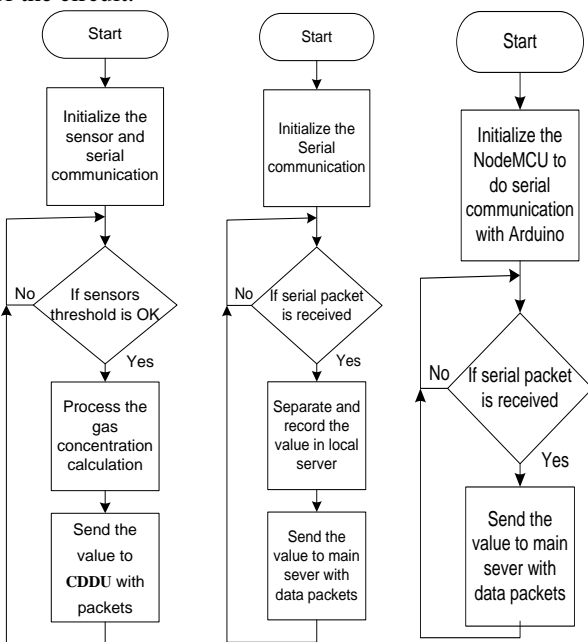 the circuit.
Start
Initialize the
sensor and
serial
communication
If sensors
threshold is OK
No
Yes
Process the
gas
concentration
calculation
Send the
value to
CDDU with
packets
Start
Initialize the
Serial
communication
If serial packet
is received
No
Yes
Separate and
record the
value in local
server
Send the
value to main
sever with
data packets
Start
Initialize the
NodeMCU to
do serial
communication
with Arduino
If serial packet
is received
No
Yes
Send the
value to main
sever with
data packets